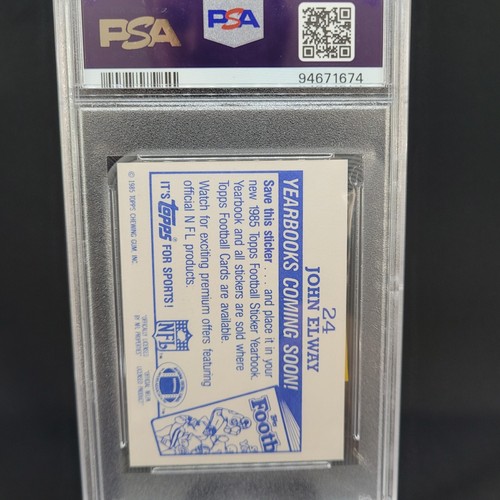 PSA
PSA
94671674
24
JOHN ELWAY
YEARBOOKS COMING SOON!
Save this sticker . . . and place it in your
new 1985 Topps Football Sticker Yearbook.
Yearbook and all stickers are sold where
Topps Football Cards are available.
Watch for exciting premium offers featuring
official N FL products.
IT'S Topps® FOR SPORTS!
© 1985 TOPPS CHEWING GUM, INC.
NFL
Topps
Footb